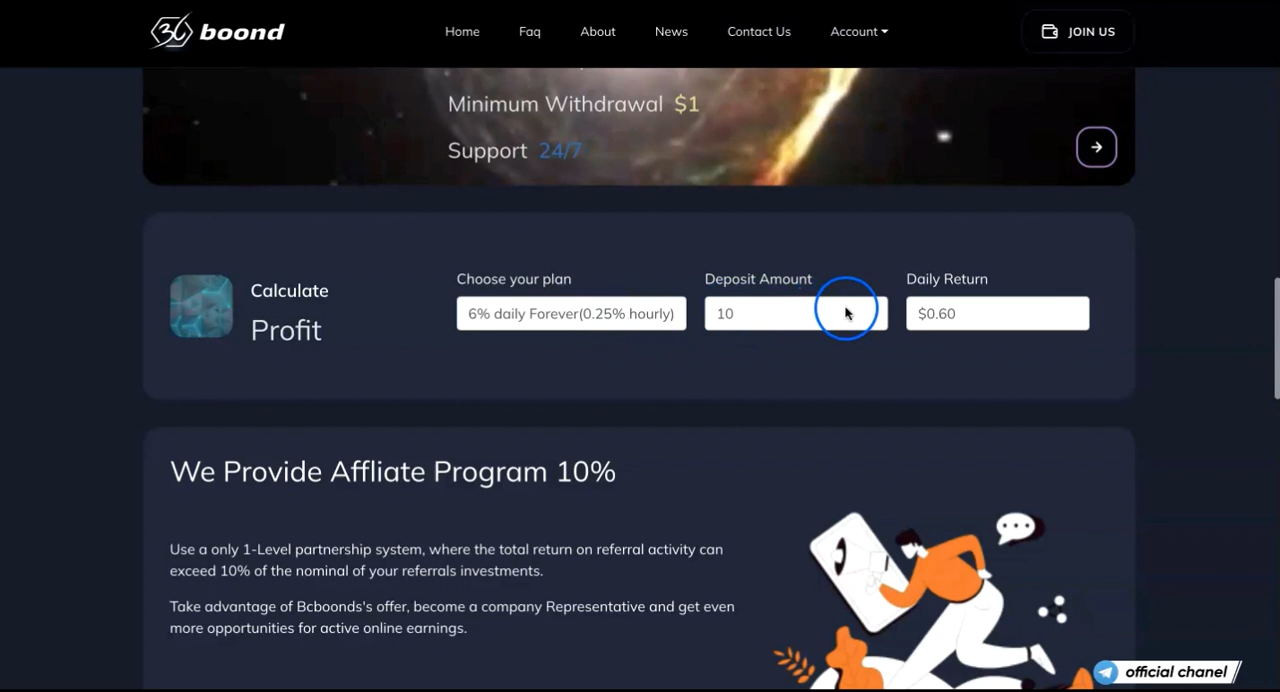 boond
Home
Faq
About
News
Contact Us
Account
JOIN US
Minimum Withdrawal $1
Support 24/7
Calculate
Profit
Choose your plan
6% daily Forever(0.25% hourly)
Deposit Amount
10
Daily Return
$0.60
We Provide Affliate Program 10%
Use a only 1-Level partnership system, where the total return on referral activity can
exceed 10% of the nominal of your referrals investments.
Take advantage of Bcboonds's offer, become a company Representative and get even
more opportunities for active online earnings.
official chanel